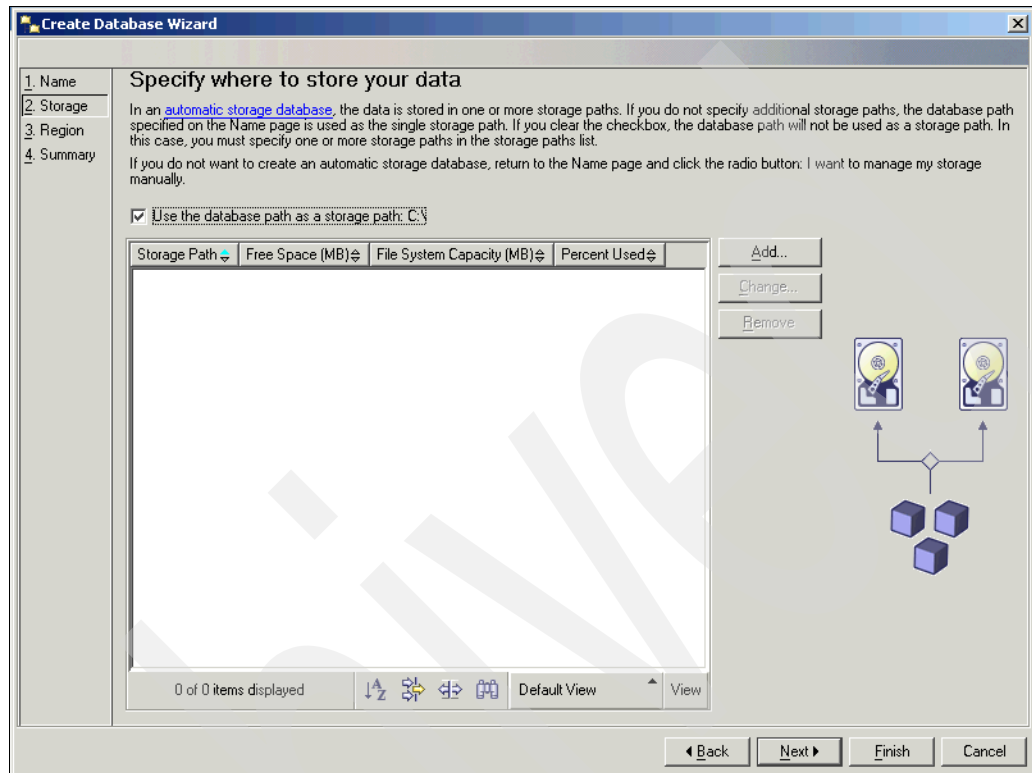 Create Database Wizard
1. Name
2. Storage
3. Region
4. Summary
Specify where to store your data
In an automatic storage database, the data is stored in one or more storage paths. If you do not specify additional storage paths, the database path
specified on the Name page is used as the single storage path. If you clear the checkbox, the database path will not be used as a storage path. In
this case, you must specify one or more storage paths in the storage paths list.
If you do not want to create an automatic storage database, return to the Name page and click the radio button: I want to manage my storage
manually.
Use the database path as a storage path: C:\
Storage Path Free Space (MB) File System Capacity (MB) Percent Used
Add...
Change...
Remove
0 of 0 items displayed Default View View
Back Next Finish Cancel